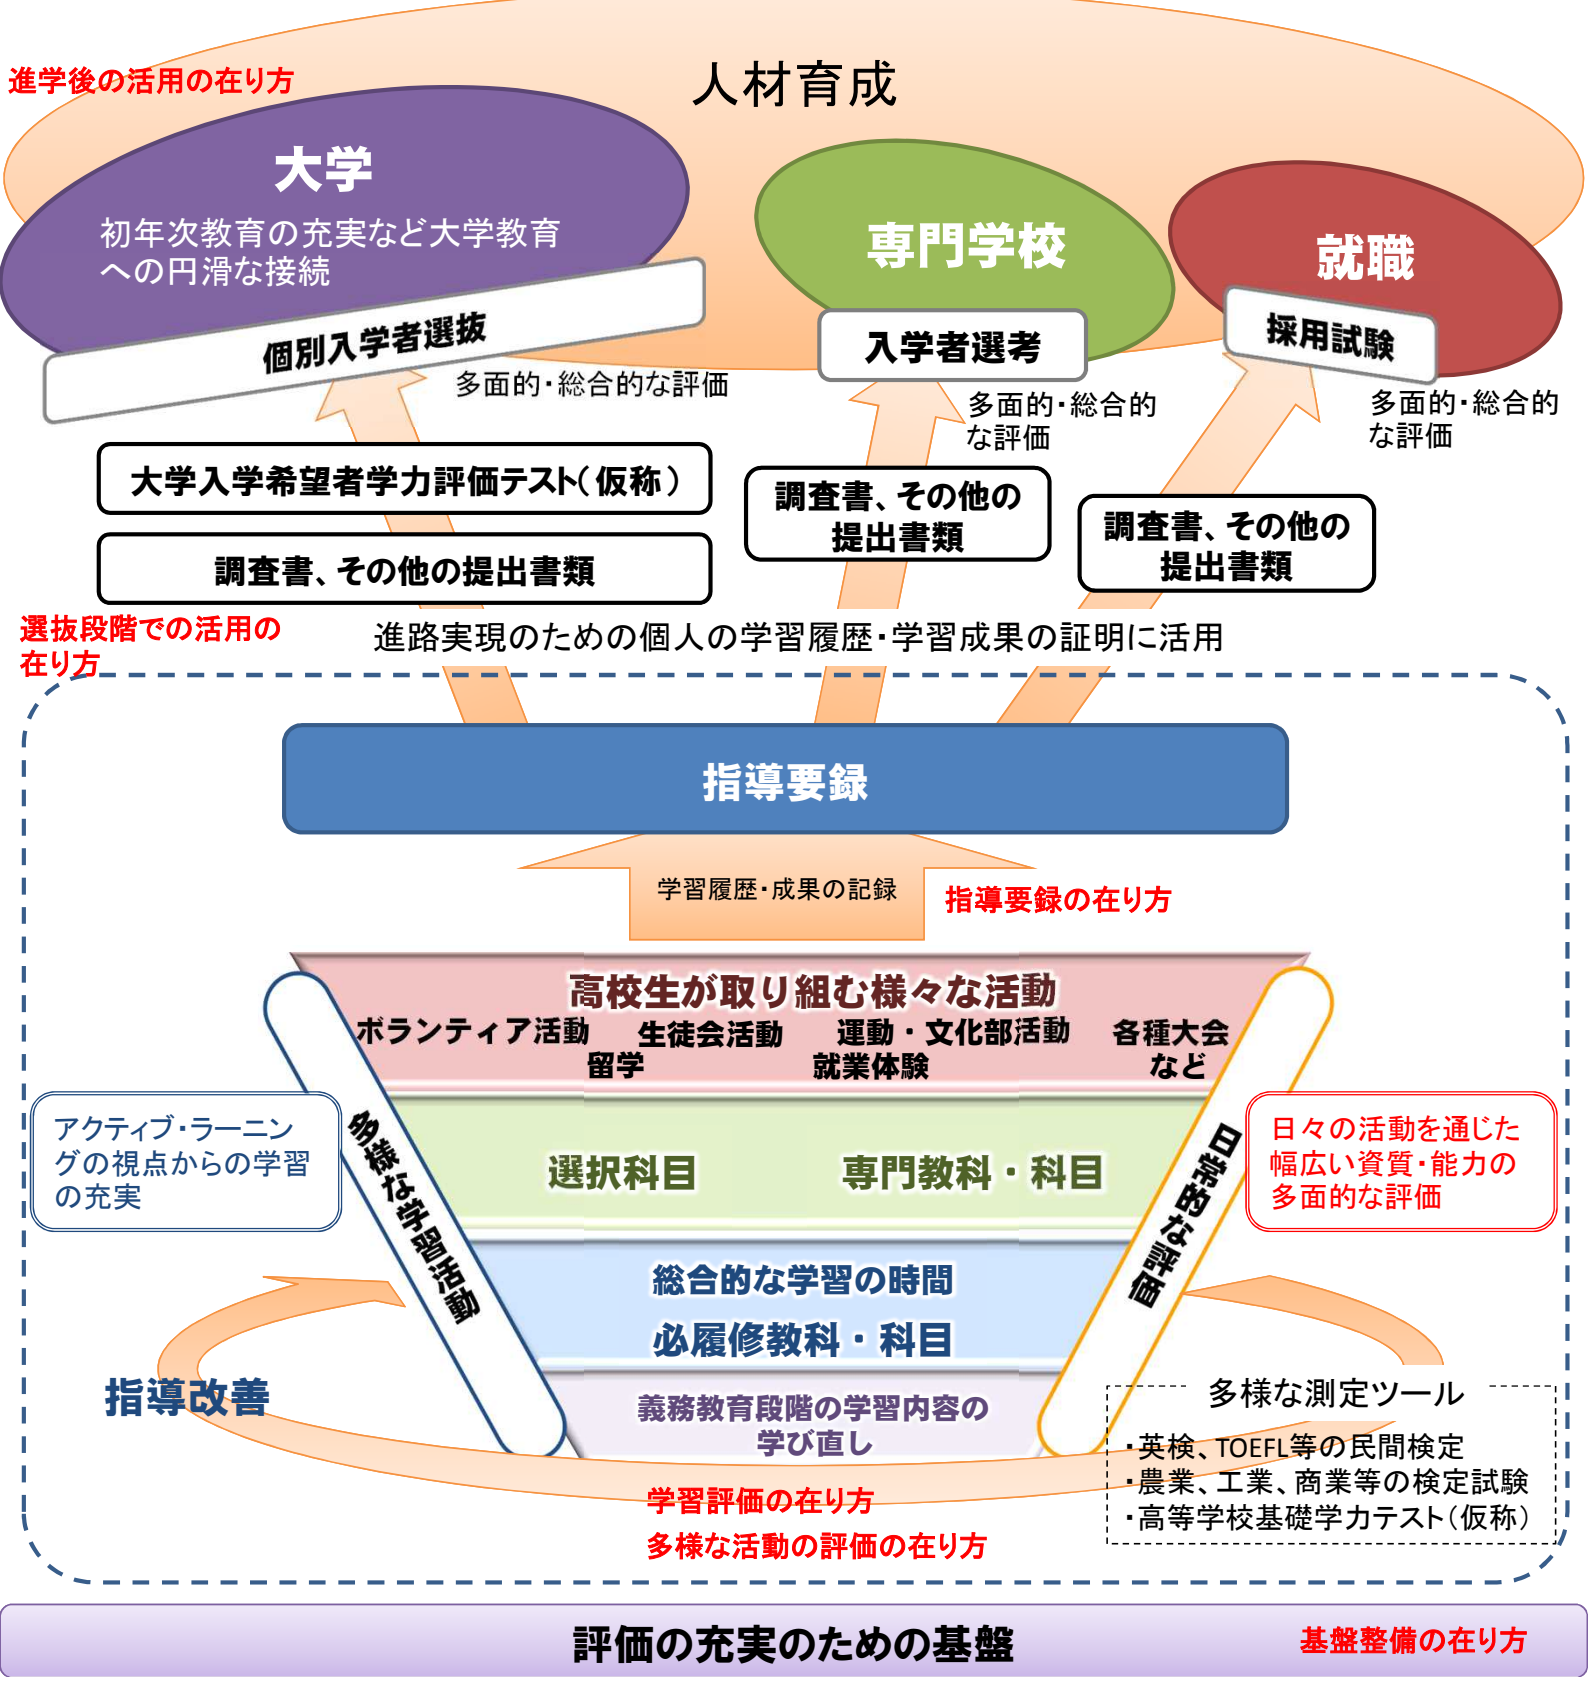 人材育成
進学後の活用の在り方
大学
初年次教育の充実など大学教育
への円滑な接続
個別入学者選抜
多面的・総合的な評価
専門学校
入学者選考
多面的・総合的
な評価
就職
採用試験
多面的・総合的
な評価
大学入学希望者学力評価テスト(仮称)
調査書、その他の提出書類
調査書、その他の
提出書類
調査書、その他の
提出書類
選抜段階での活用の
在り方
進路実現のための個人の学習履歴・学習成果の証明に活用
指導要録
学習履歴・成果の記録
指導要録の在り方
高校生が取り組む様々な活動
ボランティア活動 生徒会活動 運動・文化部活動 各種大会
留学 就業体験 など
アクティブ・ラーニン
グの視点からの学習
の充実
多様な学習活動
選択科目 専門教科・科目
日常的な評価
日々の活動を通じた
幅広い資質・能力の
多面的な評価
総合的な学習の時間
必履修教科・科目
義務教育段階の学習内容の
学び直し
指導改善
多様な測定ツール
・英検、TOEFL等の民間検定
・農業、工業、商業等の検定試験
・高等学校基礎学力テスト(仮称)
学習評価の在り方
多様な活動の評価の在り方
評価の充実のための基盤
基盤整備の在り方